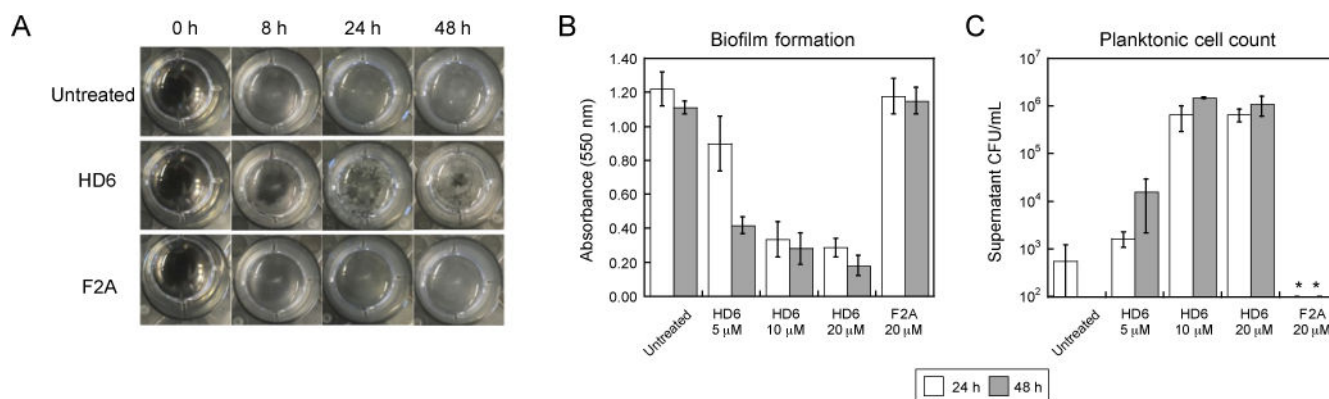 A
0 h 8 h 24 h 48 h
Untreated
HD6
F2A
B
Biofilm formation
Absorbance (550 nm)
1.40
1.20
1.00
0.80
0.60
0.40
0.20
0.00
Untreated
HD6 5 μM
HD6 10 μM
HD6 20 μM
F2A 20 μM
C
Planktonic cell count
Supernatant CFU/mL
10⁷
10⁶
10⁵
10⁴
10³
10²
* *
Untreated
HD6 5 μM
HD6 10 μM
HD6 20 μM
F2A 20 μM
24 h 48 h